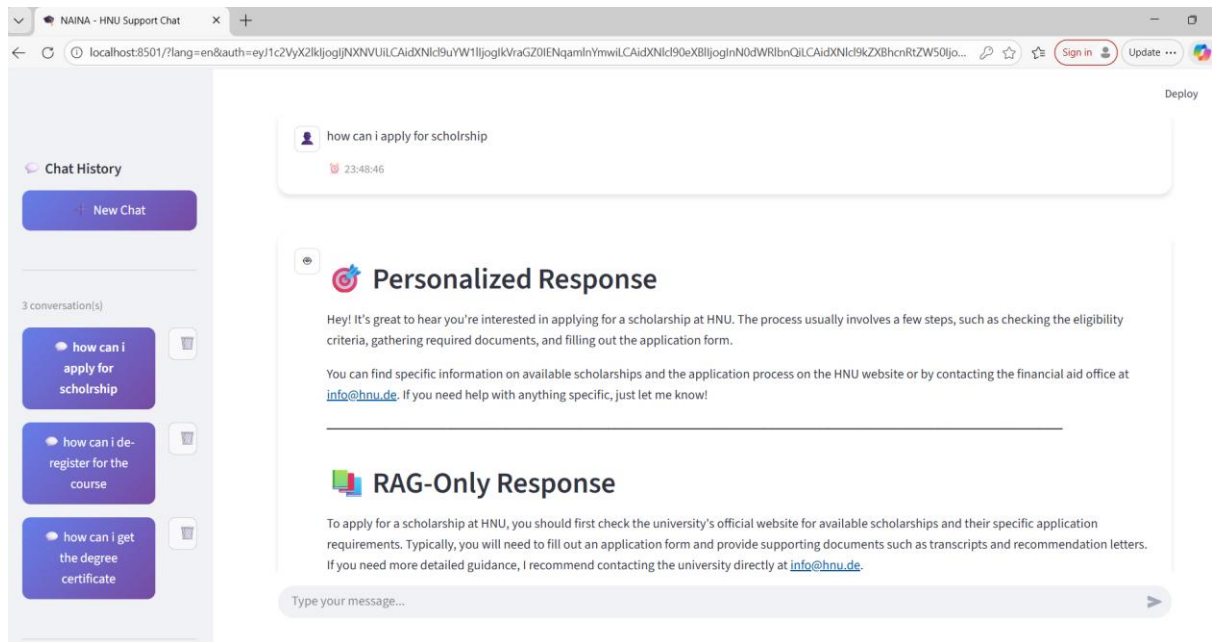 NAINA - HNU Support Chat
Sign in
Update
Deploy
how can i apply for scholrship
23:48:46
Chat History
New Chat
3 conversation(s)
how can i
apply for
scholrship
how can i de-
register for the
course
how can i get
the degree
certificate
Personalized Response
Hey! It's great to hear you're interested in applying for a scholarship at HNU. The process usually involves a few steps, such as checking the eligibility
criteria, gathering required documents, and filling out the application form.
You can find specific information on available scholarships and the application process on the HNU website or by contacting the financial aid office at
info@hnu.de. If you need help with anything specific, just let me know!
RAG-Only Response
To apply for a scholarship at HNU, you should first check the university's official website for available scholarships and their specific application
requirements. Typically, you will need to fill out an application form and provide supporting documents such as transcripts and recommendation letters.
If you need more detailed guidance, I recommend contacting the university directly at info@hnu.de.
Type your message...